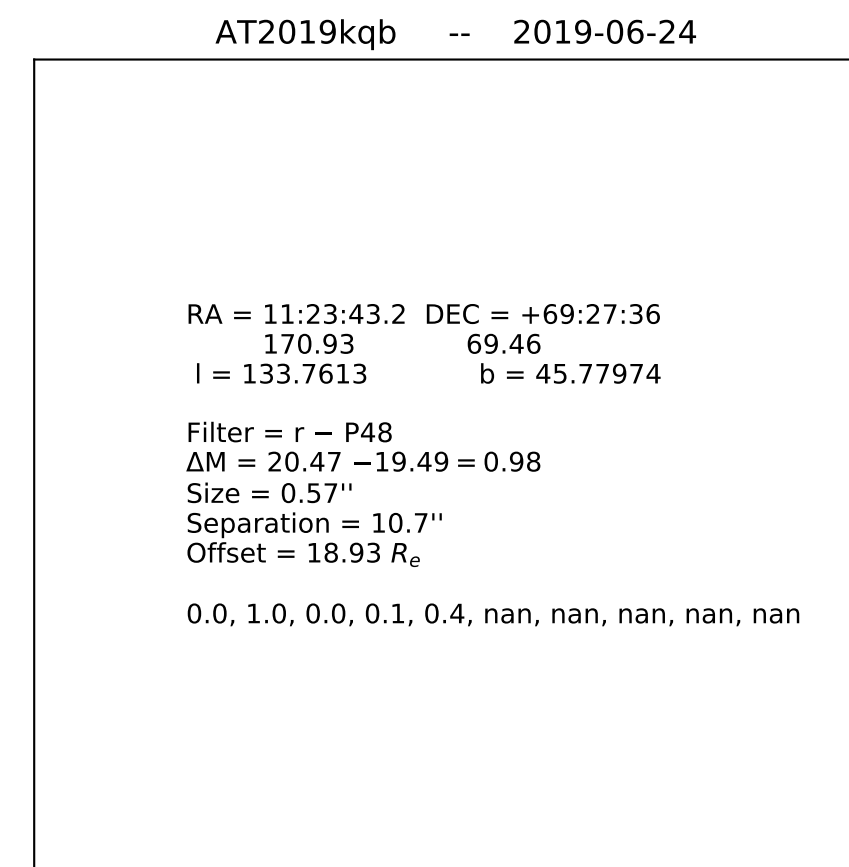 AT2019kqb -- 2019-06-24
RA = 11:23:43.2 DEC = +69:27:36
170.93 69.46
l = 133.7613 b = 45.77974
Filter = r − P48
ΔM = 20.47 −19.49 = 0.98
Size = 0.57''
Separation = 10.7''
Offset = 18.93 Rₑ
0.0, 1.0, 0.0, 0.1, 0.4, nan, nan, nan, nan, nan